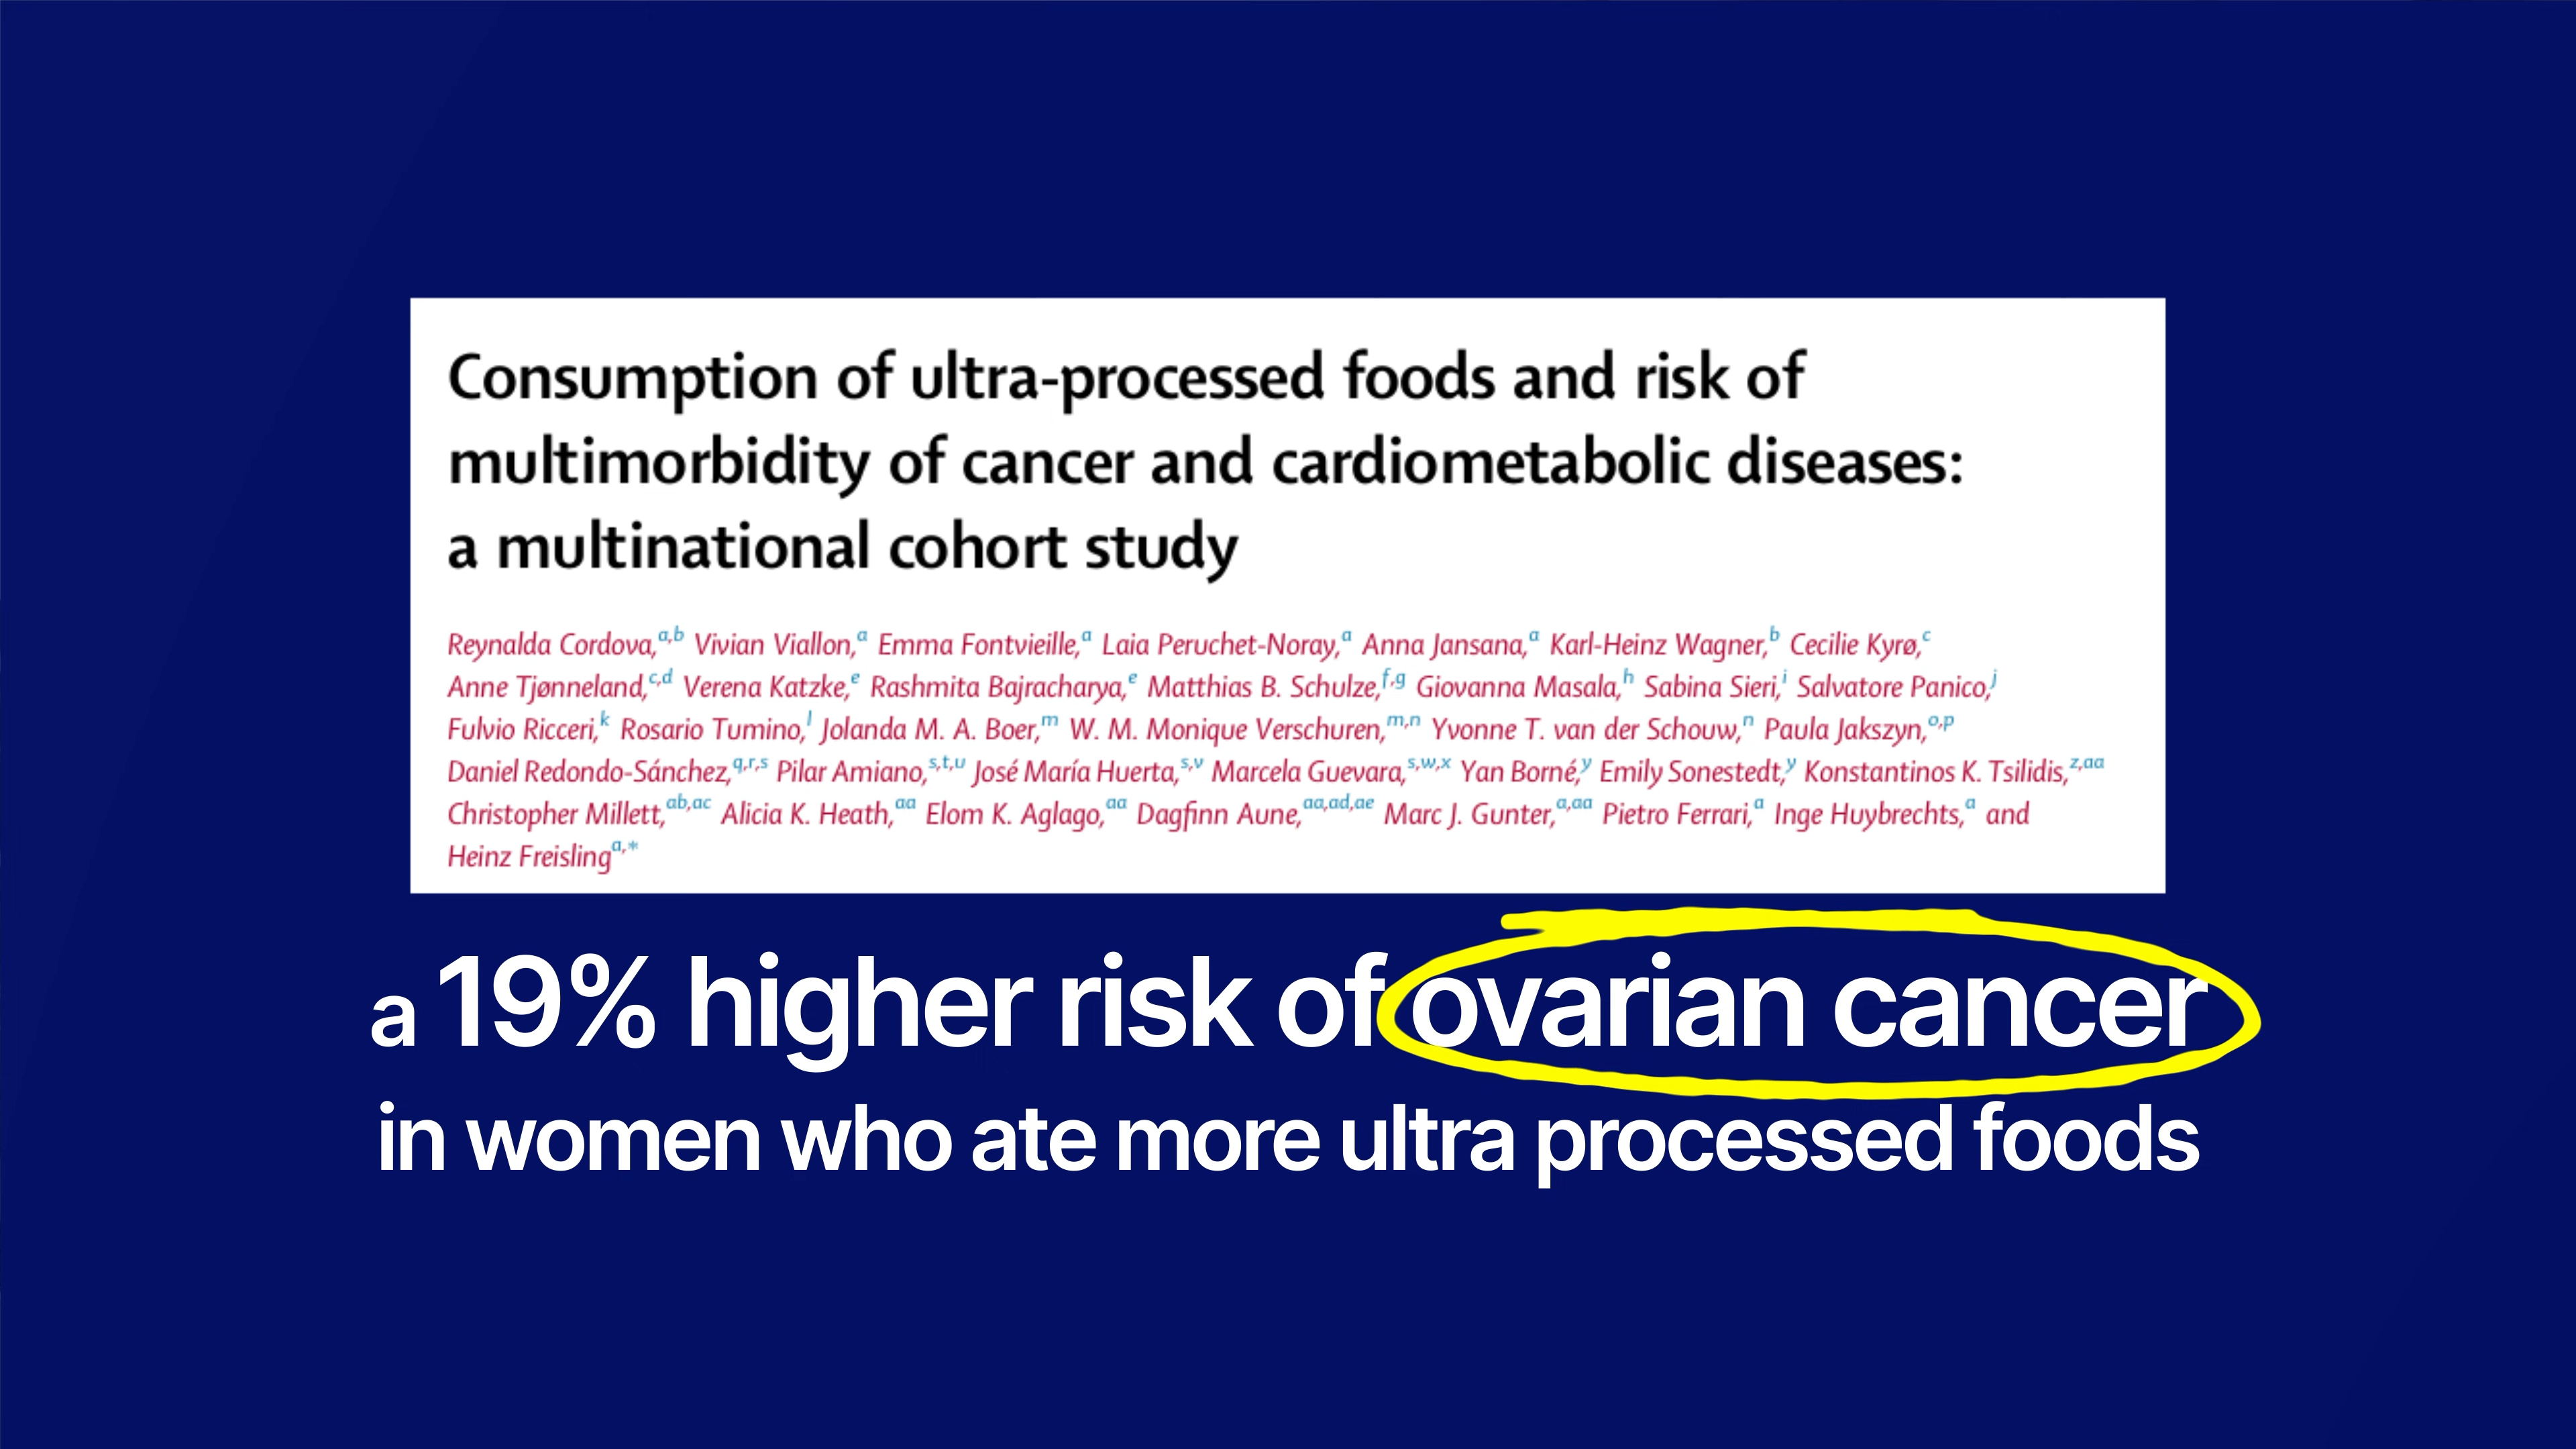 Consumption of ultra-processed foods and risk of
multimorbidity of cancer and cardiometabolic diseases:
a multinational cohort study
Reynalda Cordova,a,b Vivian Viallon,a Emma Fontvieille,a Laia Peruchet-Noray,a Anna Jansana,a Karl-Heinz Wagner,b Cecilie Kyrø,c
Anne Tjønneland,c,d Verena Katzke,e Rashmita Bajracharya,e Matthias B. Schulze,f,g Giovanna Masala,h Sabina Sieri,i Salvatore Panico,j
Fulvio Ricceri,k Rosario Tumino,l Jolanda M. A. Boer,m W. M. Monique Verschuren,m,n Yvonne T. van der Schouw,n Paula Jakszyn,o,p
Daniel Redondo-Sánchez,q,r,s Pilar Amiano,s,t,u José María Huerta,s,v Marcela Guevara,s,w,x Yan Borné,y Emily Sonestedt,y Konstantinos K. Tsilidis,z,aa
Christopher Millett,ab,ac Alicia K. Heath,aa Elom K. Aglago,aa Dagfinn Aune,aa,ad,ae Marc J. Gunter,a,aa Pietro Ferrari,a Inge Huybrechts,a and
Heinz Freislinga,*
a 19% higher risk of ovarian cancer
in women who ate more ultra processed foods